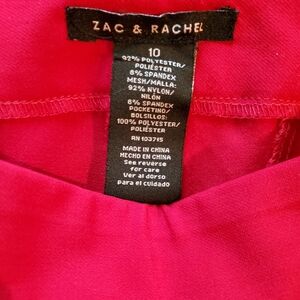 ZAC & RACHEL
10
92% POLYESTER/
POLIÉSTER
8% SPANDEX
MESH/MALLA:
92% NYLON/
NILÓN
8% SPANDEX
POCKETING/
BOLSILLOS:
100% POLYESTER/
POLIÉSTER
RN 103715
MADE IN CHINA
HECHO EN CHINA
See reverse
for care
Ver al dorso
para el cuidado